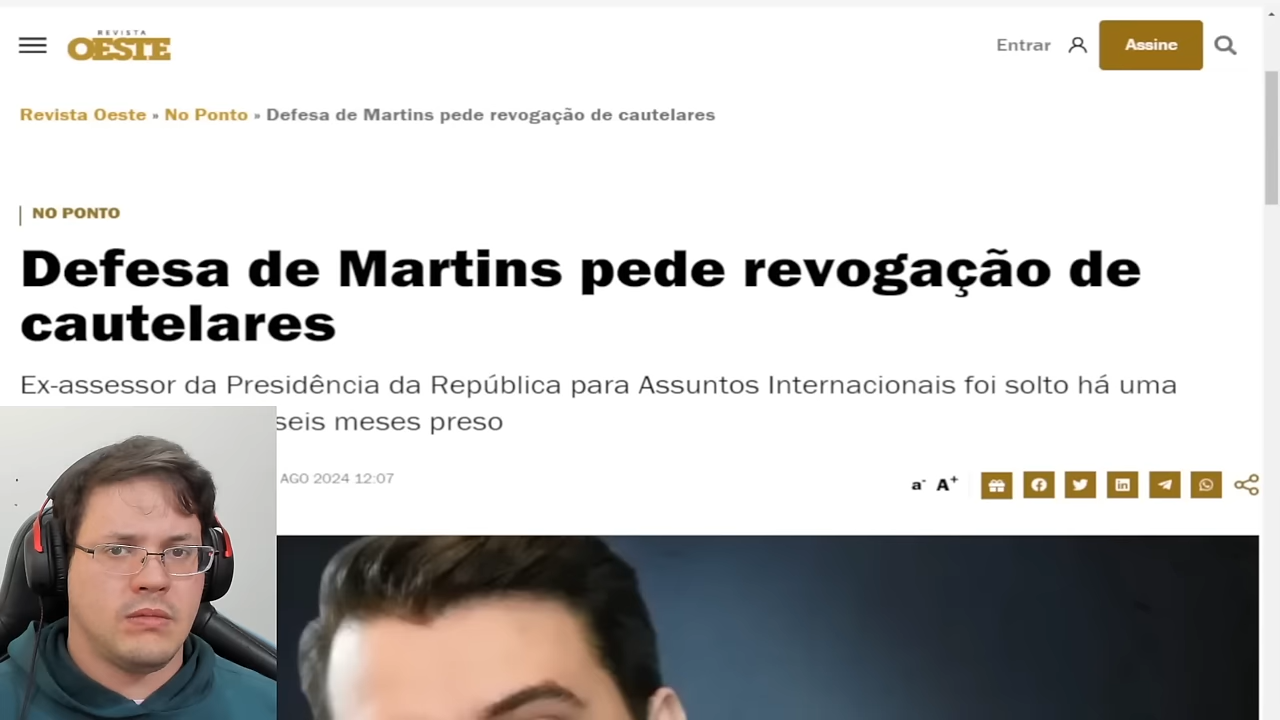 REVISTA
OESTE
Entrar
Assine
Revista Oeste » No Ponto » Defesa de Martins pede revogação de cautelares
NO PONTO
Defesa de Martins pede revogação de
cautelares
Ex-assessor da Presidência da República para Assuntos Internacionais foi solto há uma
seis meses preso
AGO 2024 12:07
a- A+